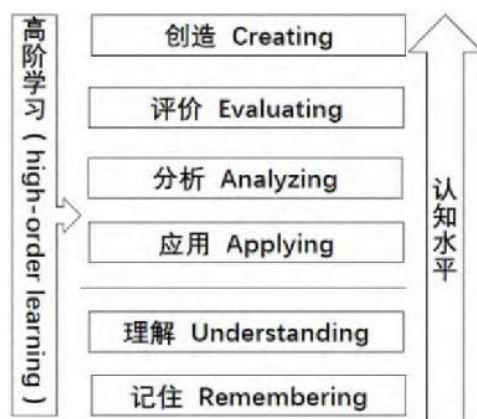 高阶学习 ( high-order learning )
创造 Creating
评价 Evaluating
分析 Analyzing
应用 Applying
理解 Understanding
记住 Remembering
认知水平